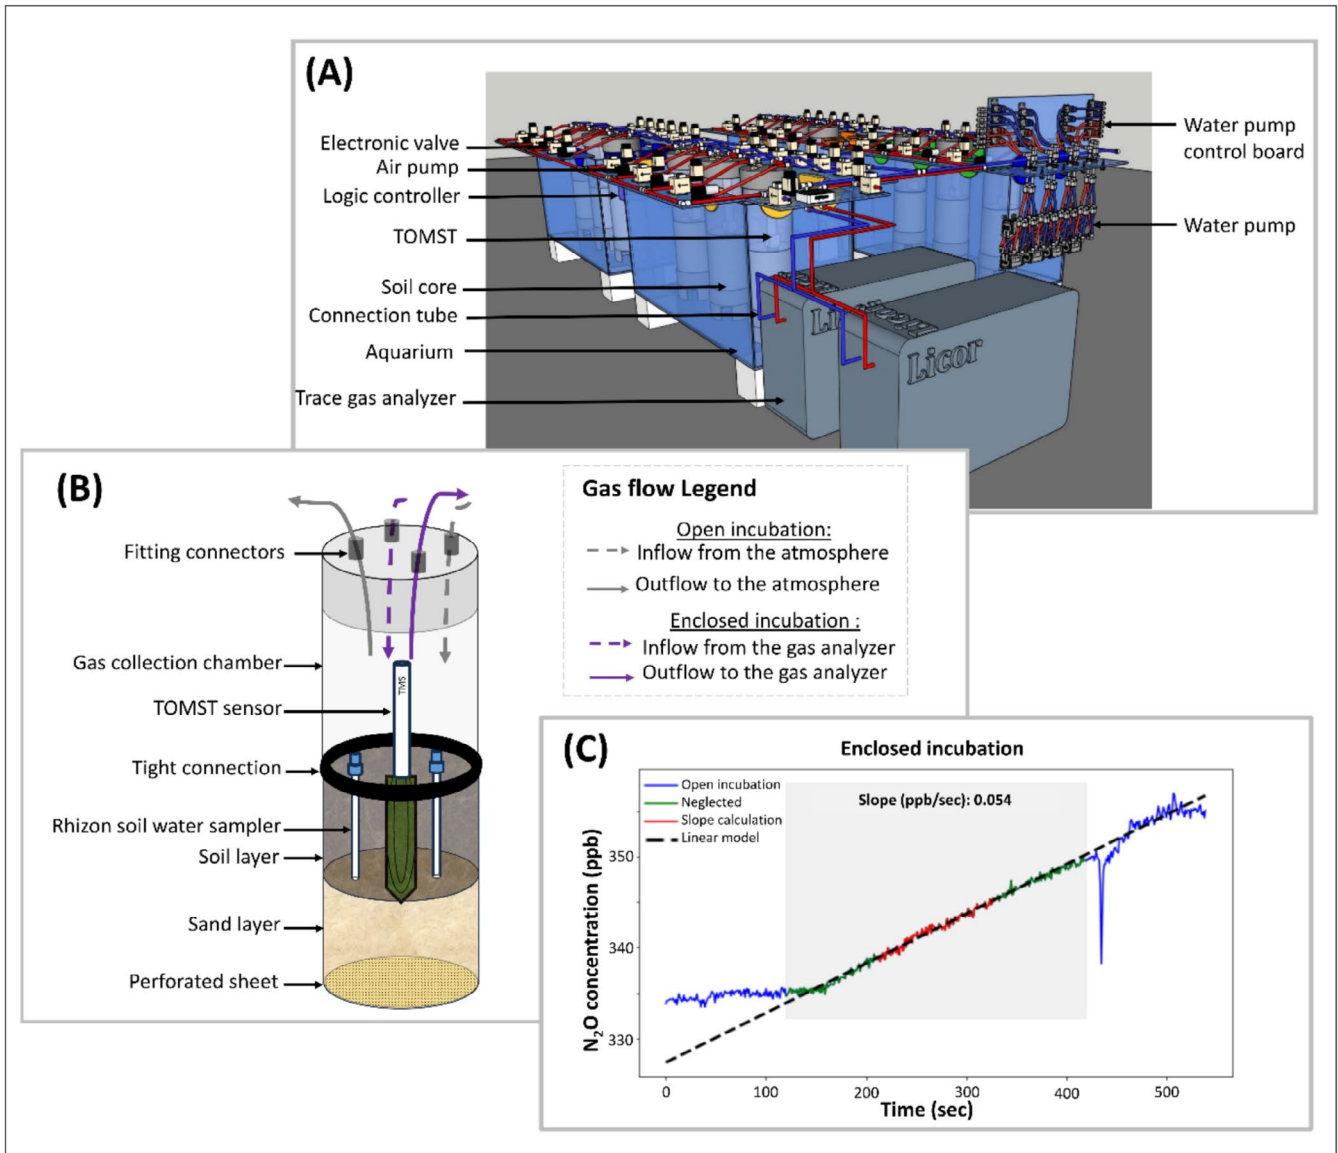 (A)
Electronic valve
Air pump
Logic controller
TOMST
Soil core
Connection tube
Aquarium
Trace gas analyzer
Water pump
control board
Water pump
Licor
(B)
Fitting connectors
Gas collection chamber
TOMST sensor
Tight connection
Rhizon soil water sampler
Soil layer
Sand layer
Perforated sheet
TMS
Gas flow Legend
Open incubation:
Inflow from the atmosphere
Outflow to the atmosphere
Enclosed incubation :
Inflow from the gas analyzer
Outflow to the gas analyzer
(C)
Enclosed incubation
Open incubation
Neglected
Slope calculation
Linear model
Slope (ppb/sec): 0.054
N₂O concentration (ppb)
350
340
330
0 100 200 300 400 500
Time (sec)